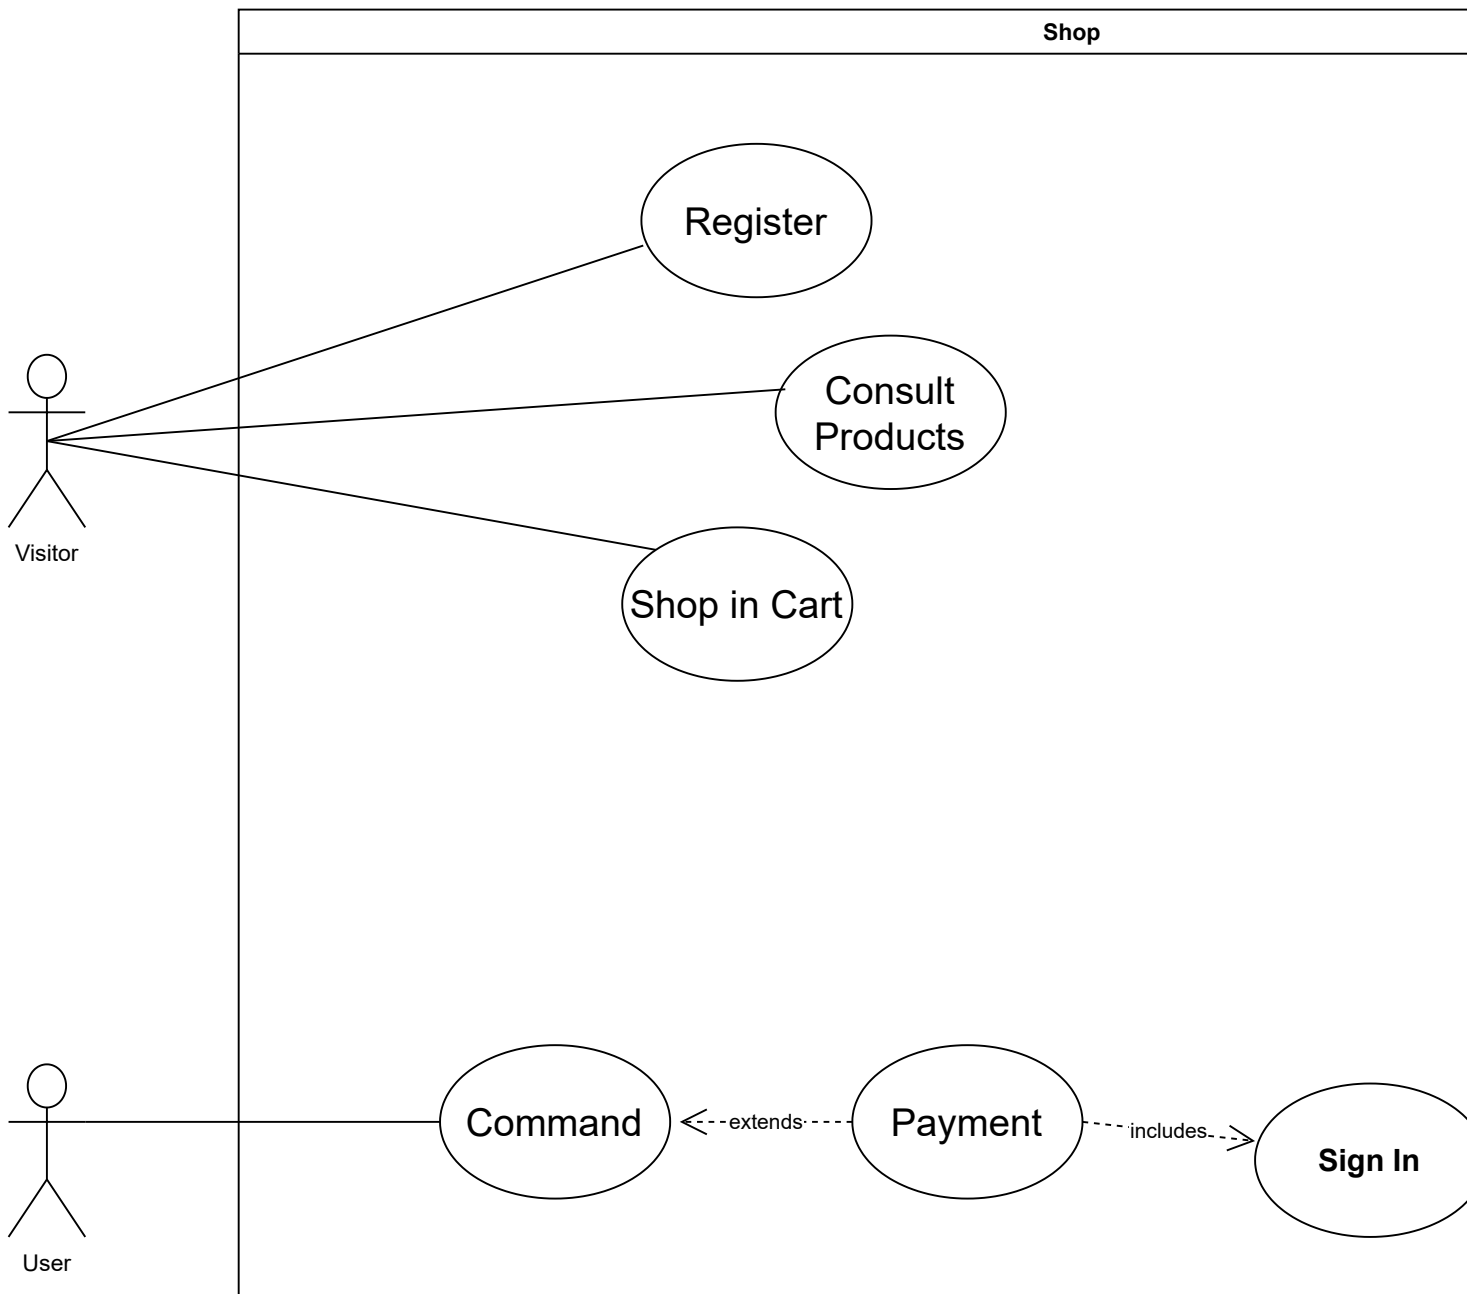 Shop
Register
Consult
Products
Visitor
Shop in Cart
Command
extends
Payment
includes
Sign In
User